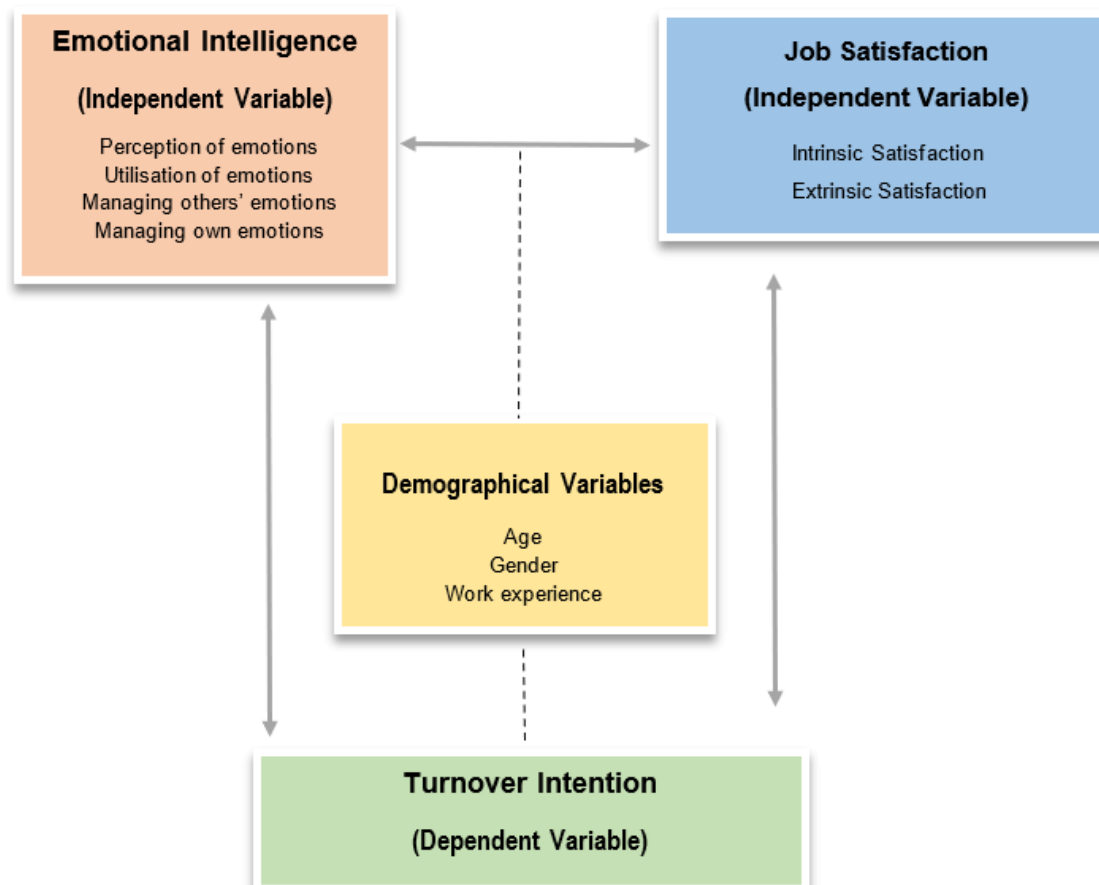 Emotional Intelligence
(Independent Variable)
Perception of emotions
Utilisation of emotions
Managing others’ emotions
Managing own emotions
Job Satisfaction
(Independent Variable)
Intrinsic Satisfaction
Extrinsic Satisfaction
Demographical Variables
Age
Gender
Work experience
Turnover Intention
(Dependent Variable)